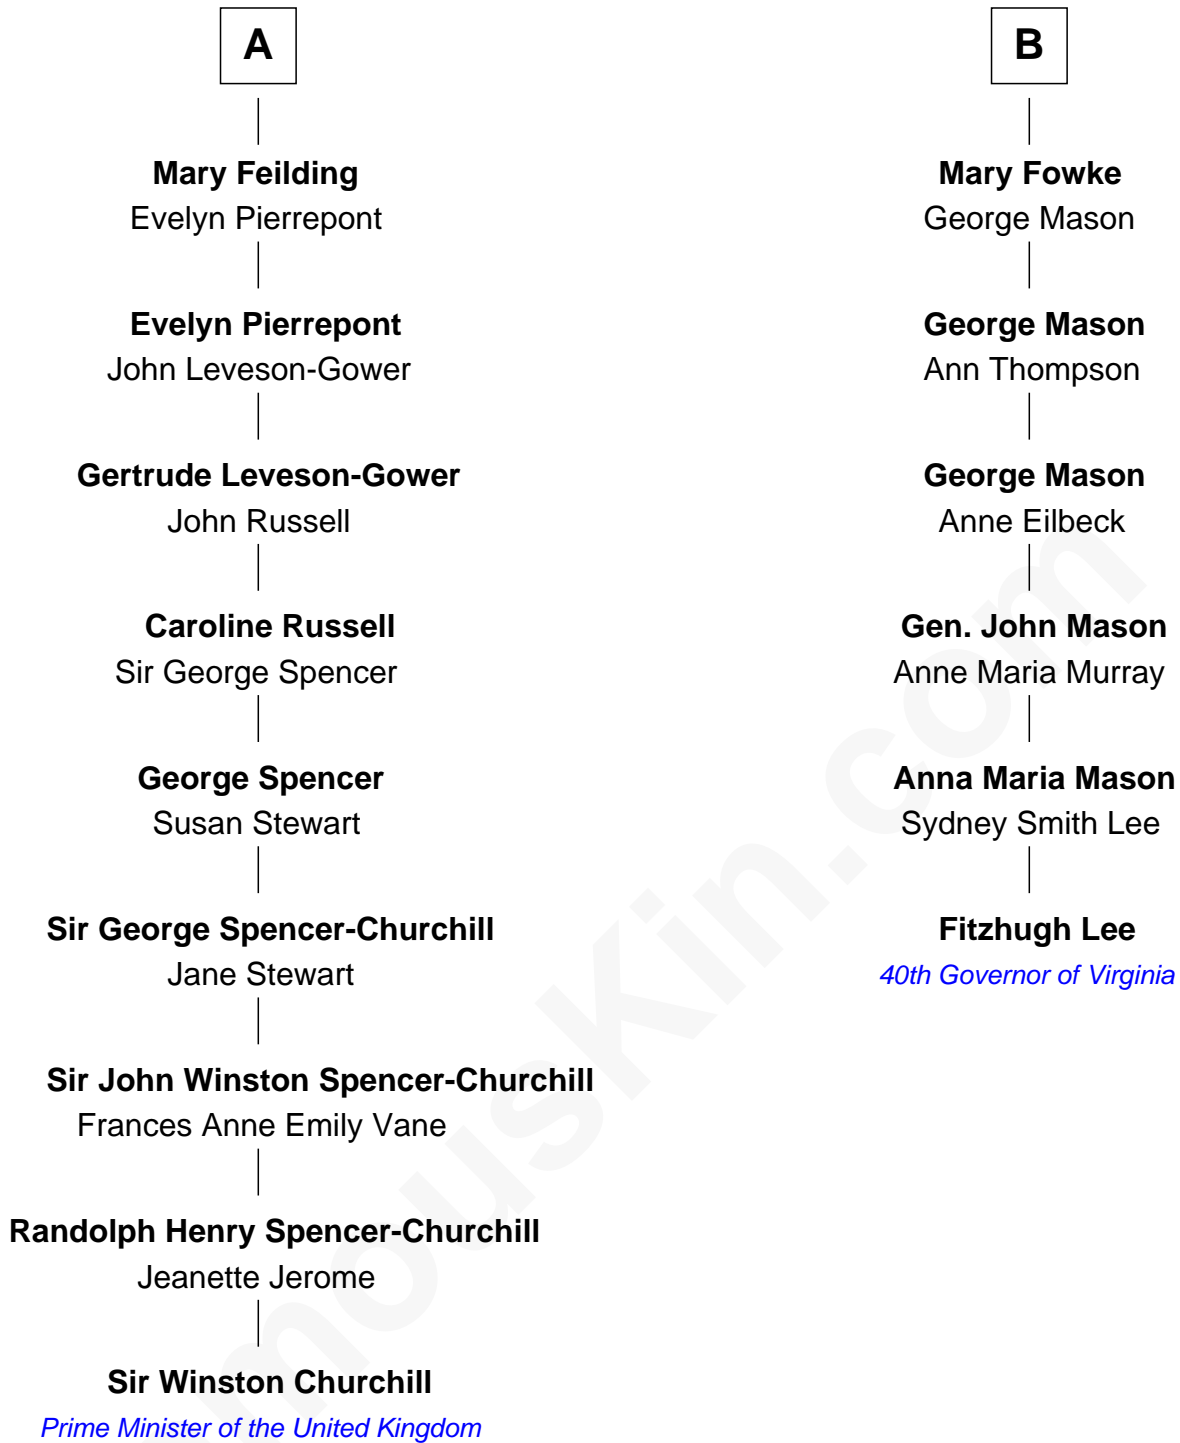 A
Mary Feilding
Evelyn Pierrepont
Evelyn Pierrepont
John Leveson-Gower
Gertrude Leveson-Gower
John Russell
Caroline Russell
Sir George Spencer
George Spencer
Susan Stewart
Sir George Spencer-Churchill
Jane Stewart
Sir John Winston Spencer-Churchill
Frances Anne Emily Vane
Randolph Henry Spencer-Churchill
Jeanette Jerome
Sir Winston Churchill
Prime Minister of the United Kingdom
B
Mary Fowke
George Mason
George Mason
Ann Thompson
George Mason
Anne Eilbeck
Gen. John Mason
Anne Maria Murray
Anna Maria Mason
Sydney Smith Lee
Fitzhugh Lee
40th Governor of Virginia
mousKin.com